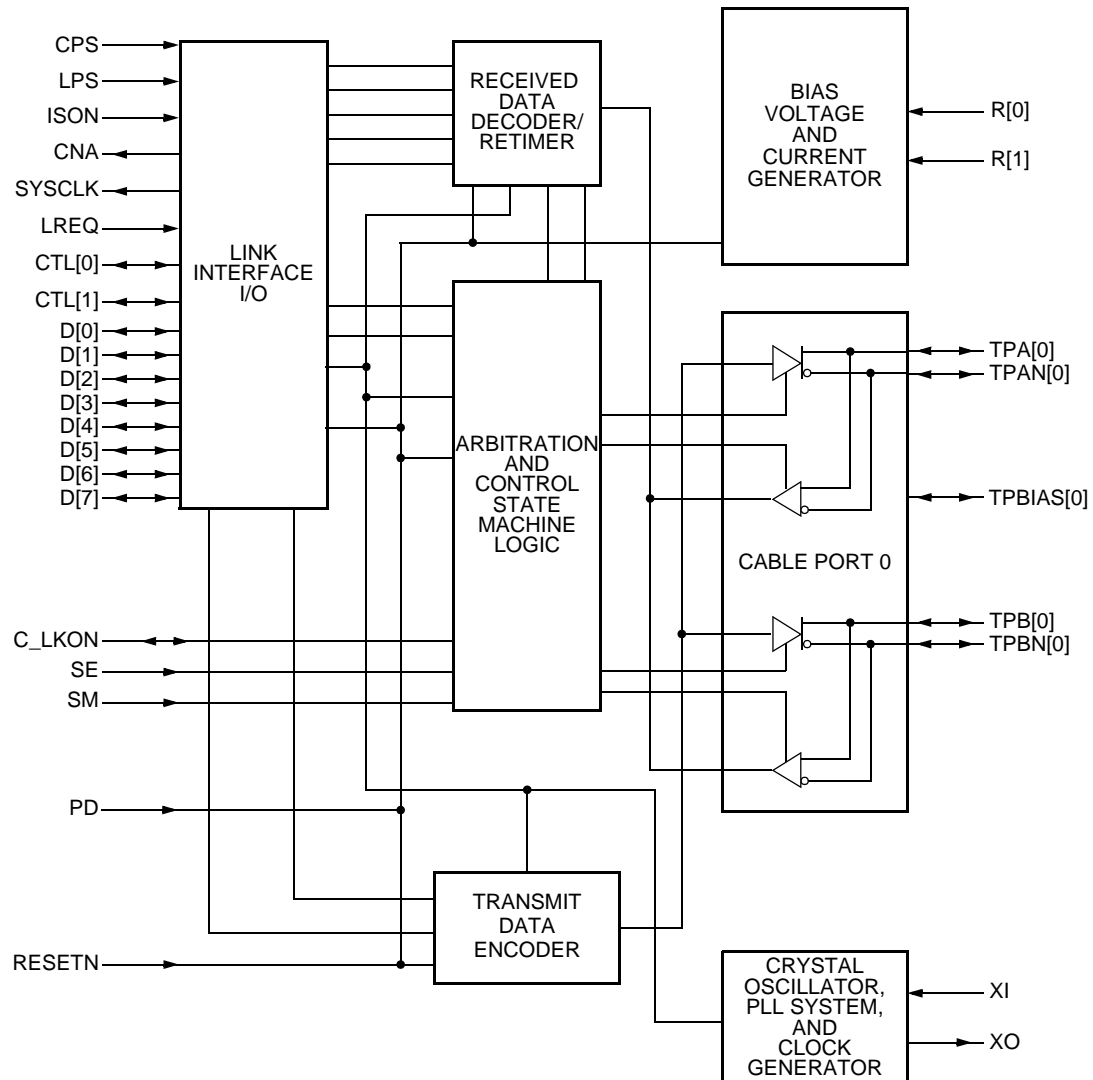 CPS
LPS
ISON
CNA
SYSCLK
LREQ
CTL[0]
CTL[1]
D[0]
D[1]
D[2]
D[3]
D[4]
D[5]
D[6]
D[7]
C_LKON
SE
SM
PD
RESETN
LINK
INTERFACE
I/O
RECEIVED
DATA
DECODER/
RETIMER
ARBITRATION
AND
CONTROL
STATE
MACHINE
LOGIC
TRANSMIT
DATA
ENCODER
BIAS
VOLTAGE
AND
CURRENT
GENERATOR
R[0]
R[1]
CABLE PORT 0
TPA[0]
TPAN[0]
TPBIAS[0]
TPB[0]
TPBN[0]
CRYSTAL
OSCILLATOR,
PLL SYSTEM,
AND
CLOCK
GENERATOR
XI
XO